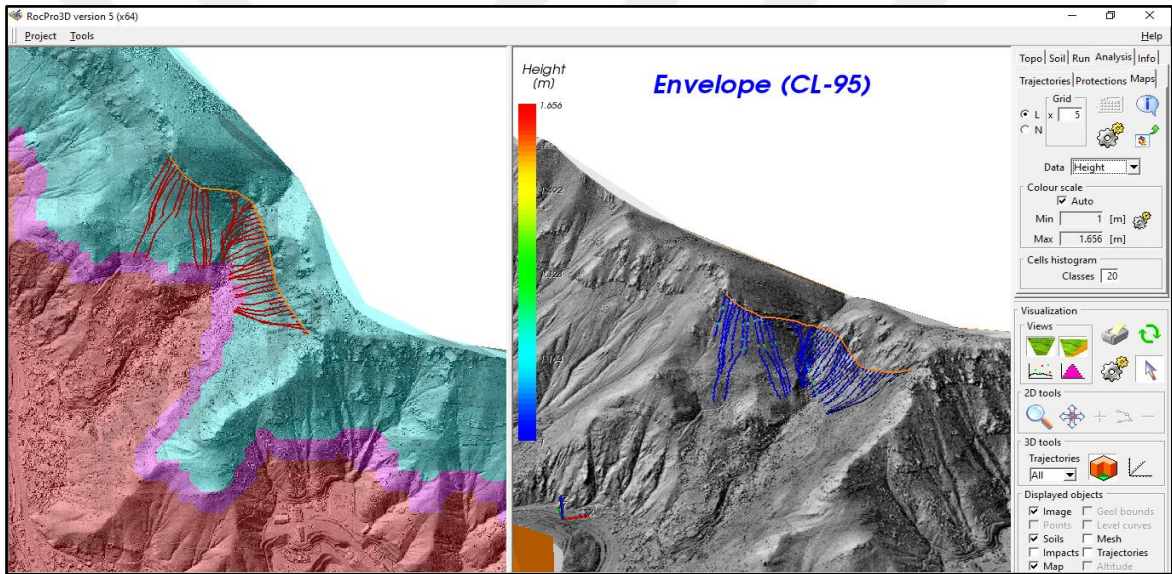 RocPro3D version 5 (x64)
Project Tools Help
Height
(m)
Envelope (CL-95)
1.656
Topo Soil Run Analysis Info
Trajectories Protections Maps
Grid
L x 5
N
Data Height
Colour scale
Auto
Min 1 [m]
Max 1.656 [m]
Cells histogram
Classes 20
Visualization
Views
2D tools
3D tools
Trajectories
All
Displayed objects
Image Geol bounds
Points Level curves
Soils Mesh
Impacts Trajectories
Map Altitude